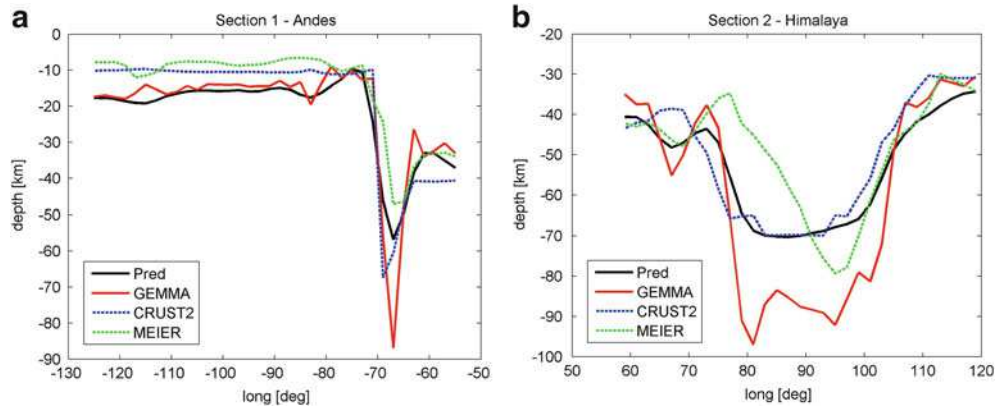 a
Section 1 - Andes
0
-10
-20
-30
-40
-50
-60
-70
-80
-90
depth [km]
Pred
GEMMA
CRUST2
MEIER
-130 -120 -110 -100 -90 -80 -70 -60 -50
long [deg]
b
Section 2 - Himalaya
-20
-30
-40
-50
-60
-70
-80
-90
-100
depth [km]
Pred
GEMMA
CRUST2
MEIER
50 60 70 80 90 100 110 120
long [deg]